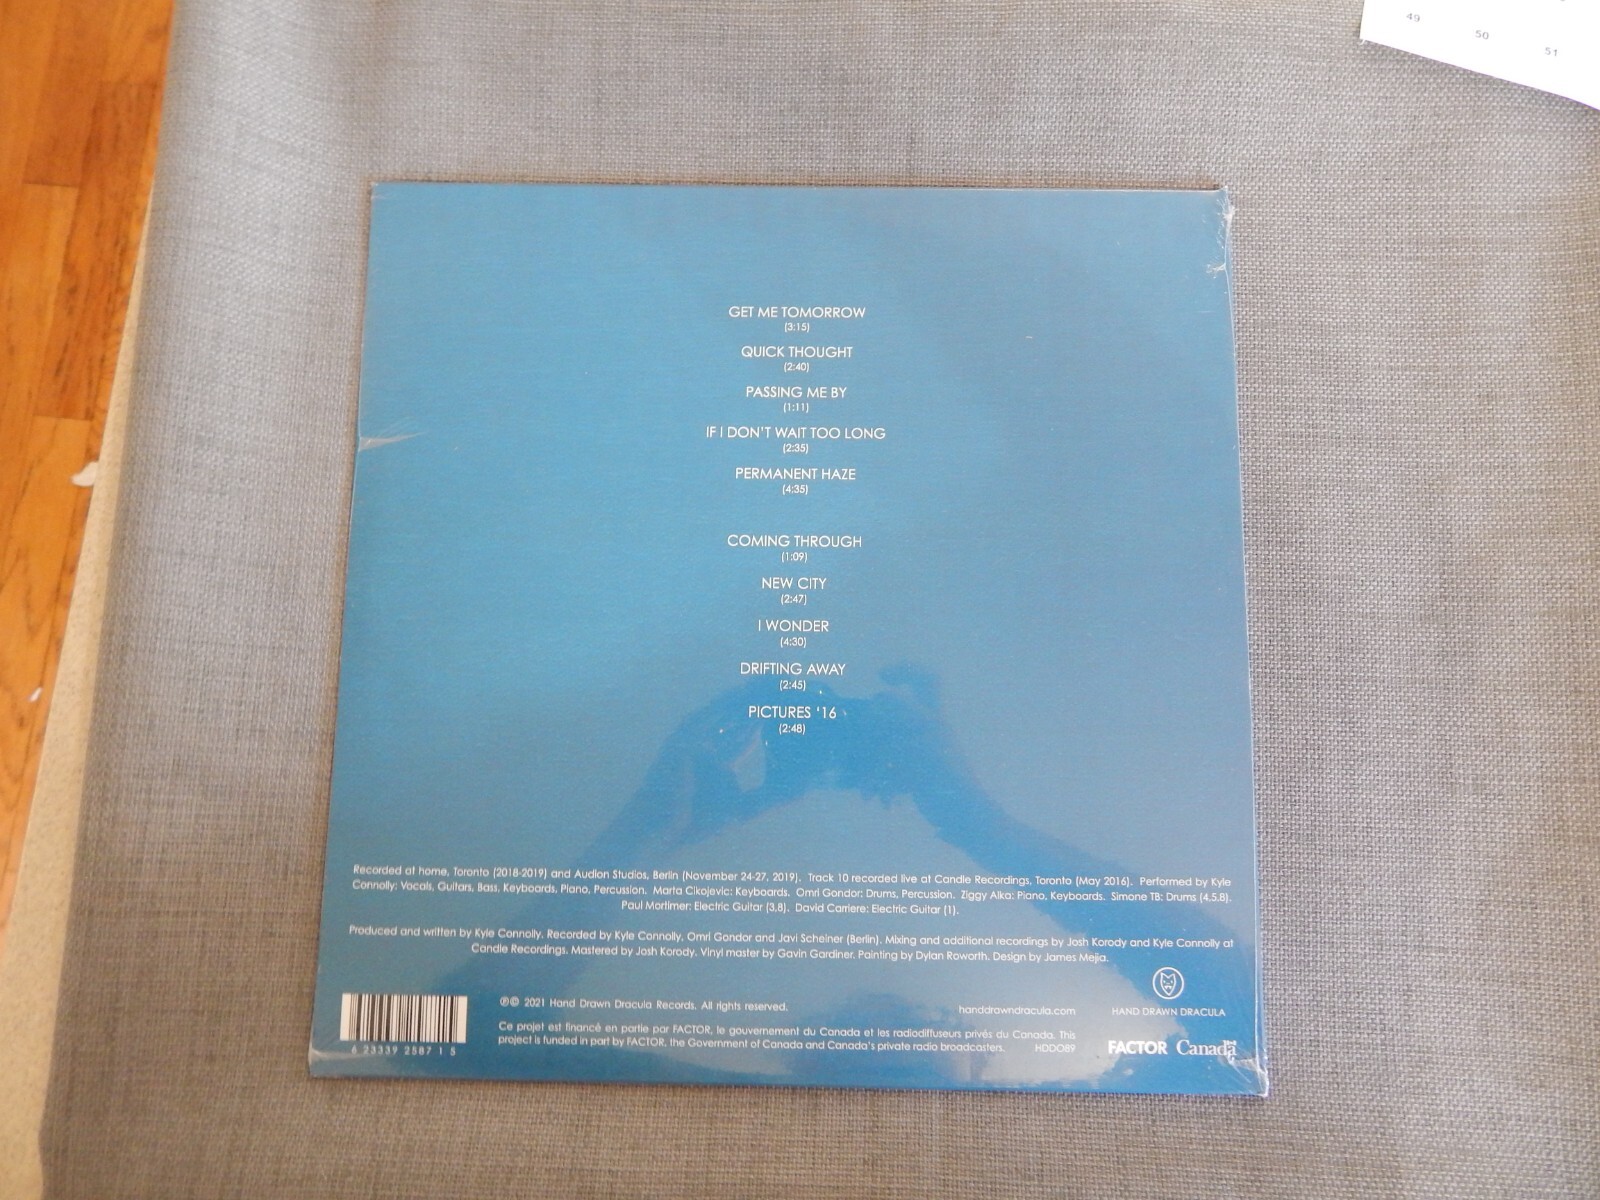 49
50
51
GET ME TOMORROW
(3:15)
QUICK THOUGHT
(2:40)
PASSING ME BY
(1:11)
IF I DON'T WAIT TOO LONG
(2:35)
PERMANENT HAZE
(4:35)
COMING THROUGH
(1:09)
NEW CITY
(2:47)
I WONDER
(4:30)
DRIFTING AWAY
(2:45)
PICTURES '16
(2:48)
Recorded at home, Toronto (2018-2019) and Audion Studios, Berlin (November 24-27, 2019). Track 10 recorded live at Candle Recordings, Toronto (May 2016). Performed by Kyle
Connolly: Vocals, Guitars, Bass, Keyboards, Piano, Percussion. Marta Cikojevic: Keyboards. Omri Gondor: Drums, Percussion. Ziggy Alka: Piano, Keyboards. Simone TB: Drums (4,5,8).
Paul Mortimer: Electric Guitar (3,8). David Carriere: Electric Guitar (1).
Produced and written by Kyle Connolly. Recorded by Kyle Connolly, Omri Gondor and Javi Scheiner (Berlin). Mixing and additional recordings by Josh Korody and Kyle Connolly at
Candle Recordings. Mastered by Josh Korody. Vinyl master by Gavin Gardiner. Painting by Dylan Roworth. Design by James Mejia.
℗© 2021 Hand Drawn Dracula Records. All rights reserved.
handdrawndracula.com
HAND DRAWN DRACULA
Ce projet est financé en partie par FACTOR, le gouvernement du Canada et les radiodiffuseurs privés du Canada. This
project is funded in part by FACTOR, the Government of Canada and Canada's private radio broadcasters. HDD089
FACTOR Canada
6 23339 2587 1 5